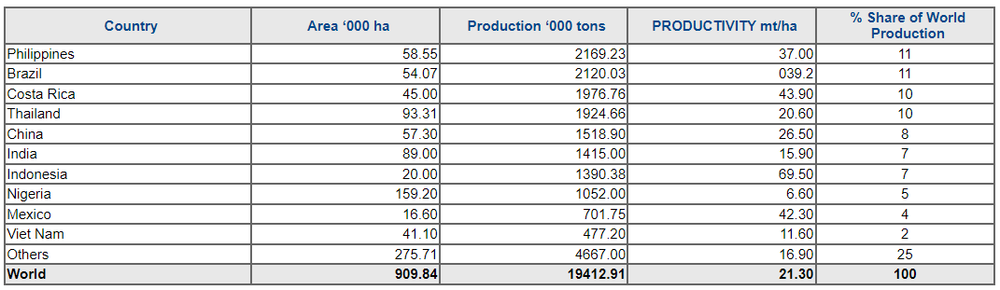 Country Area ‘000 ha Production ‘000 tons PRODUCTIVITY mt/ha % Share of World Production
Philippines 58.55 2169.23 37.00 11
Brazil 54.07 2120.03 039.2 11
Costa Rica 45.00 1976.76 43.90 10
Thailand 93.31 1924.66 20.60 10
China 57.30 1518.90 26.50 8
India 89.00 1415.00 15.90 7
Indonesia 20.00 1390.38 69.50 7
Nigeria 159.20 1052.00 6.60 5
Mexico 16.60 701.75 42.30 4
Viet Nam 41.10 477.20 11.60 2
Others 275.71 4667.00 16.90 25
World 909.84 19412.91 21.30 100